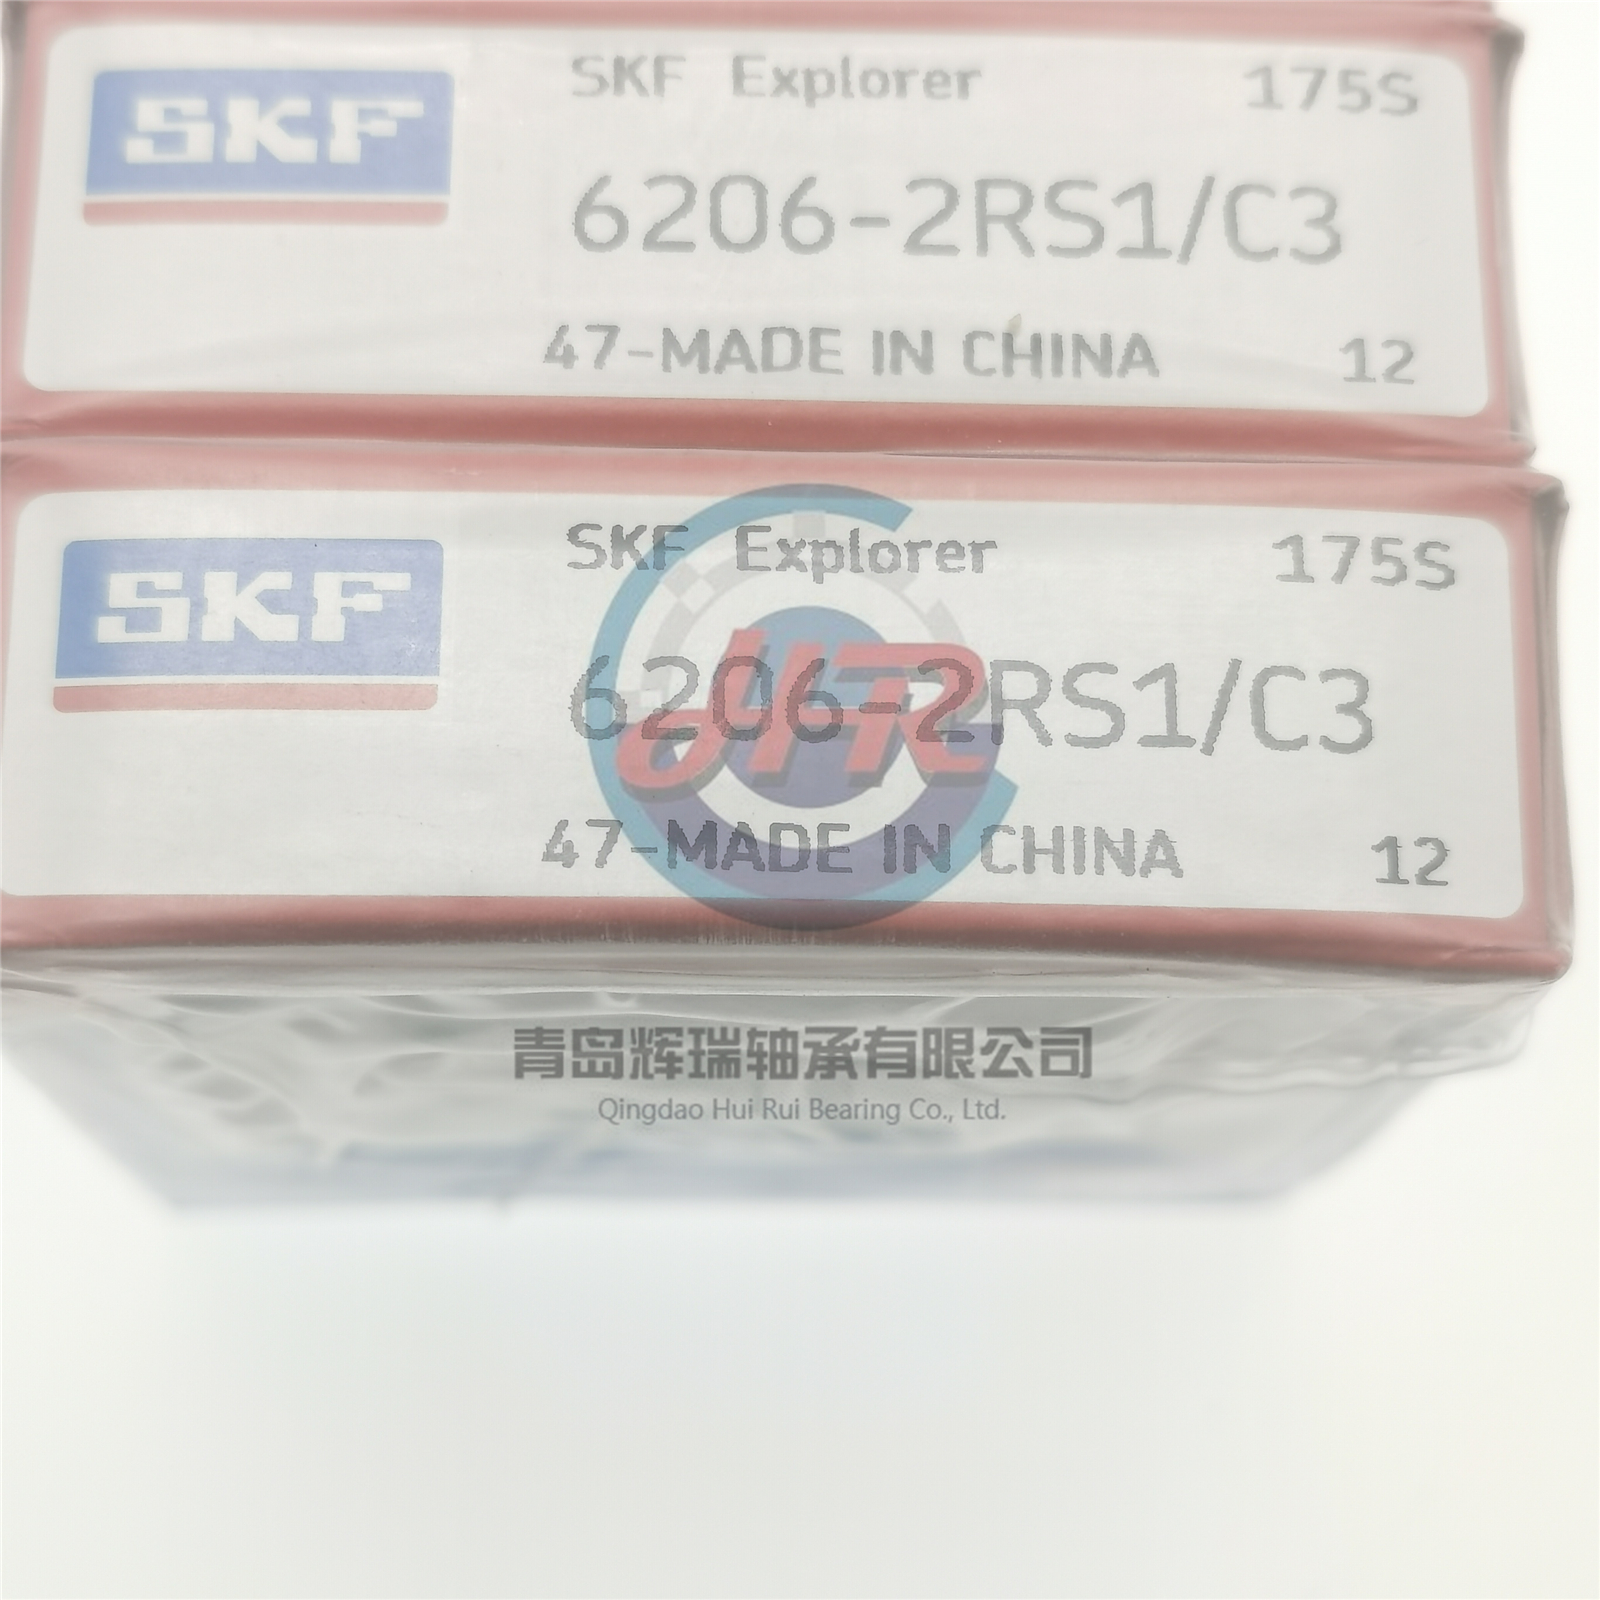 SKF
SKF Explorer
175S
6206-2RS1/C3
47-MADE IN CHINA
12
SKF
SKF Explorer
175S
6206-2RS1/C3
HR
47-MADE IN CHINA
12
青岛辉瑞轴承有限公司
Qingdao Hui Rui Bearing Co., Ltd.